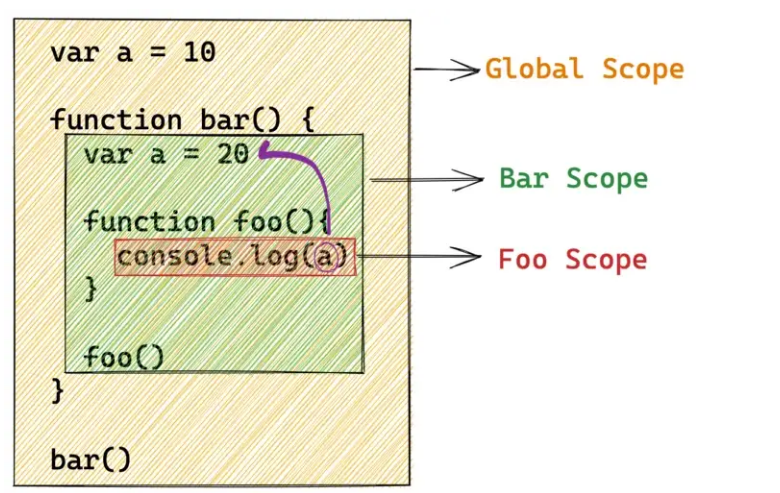 var a = 10
Global Scope
function bar() {
var a = 20
Bar Scope
function foo(){
console.log(a)
Foo Scope
}
foo()
}
bar()